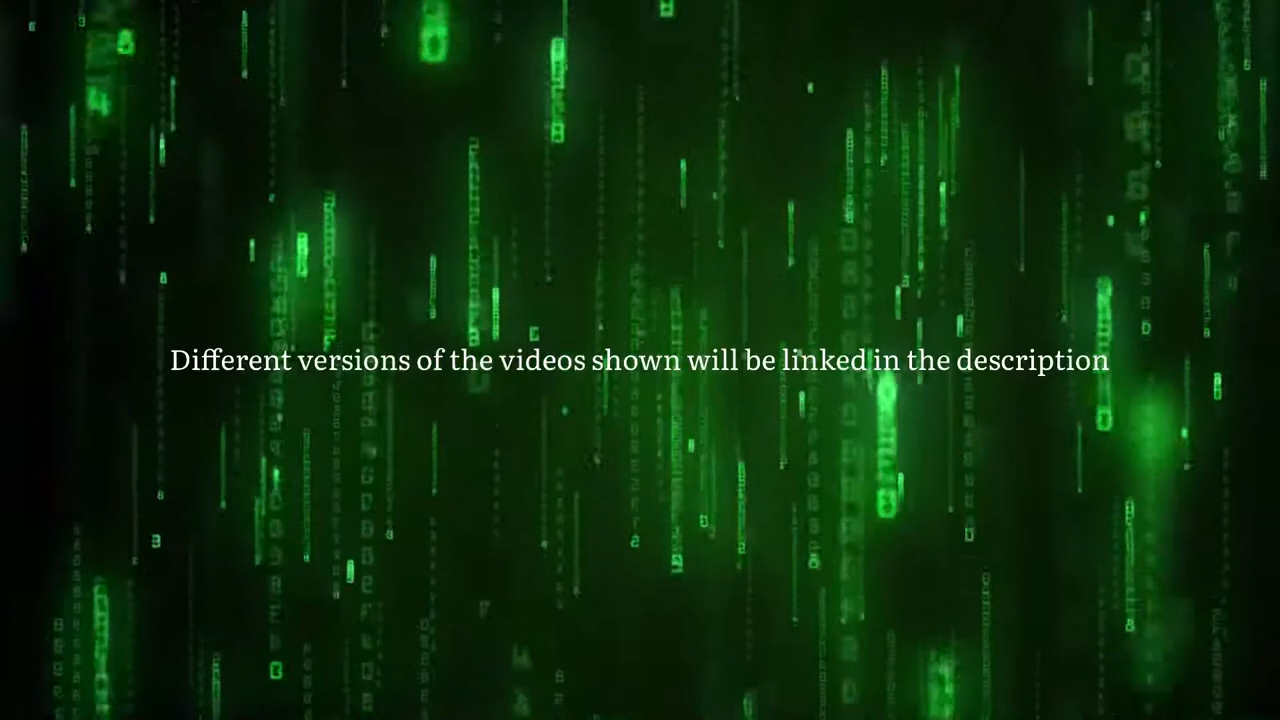 Different versions of the videos shown will be linked in the description